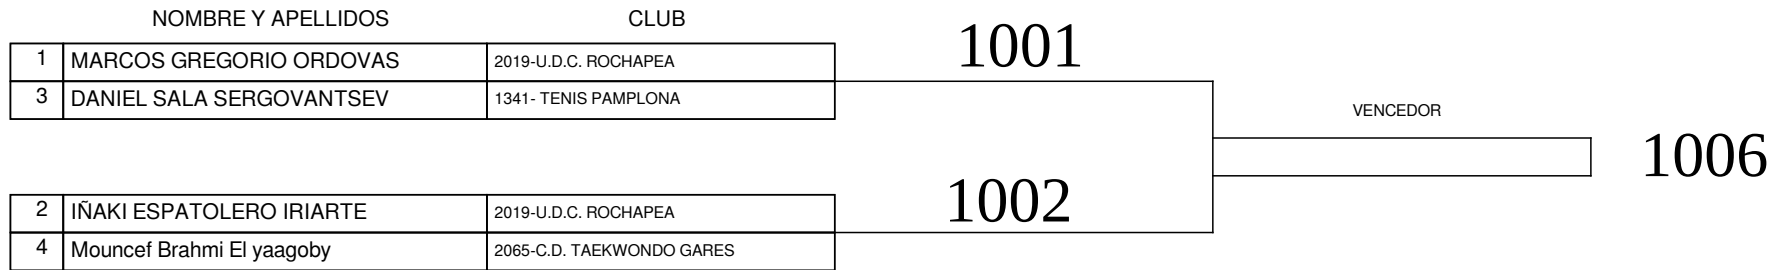 NOMBRE Y APELLIDOS CLUB
1001
1 MARCOS GREGORIO ORDOVAS 2019-U.D.C. ROCHAPEA
3 DANIEL SALA SERGOVANTSEV 1341- TENIS PAMPLONA
VENCEDOR
1006
1002
2 IÑAKI ESPATOLERO IRIARTE 2019-U.D.C. ROCHAPEA
4 Mouncef Brahmi El yaagoby 2065-C.D. TAEKWONDO GARES